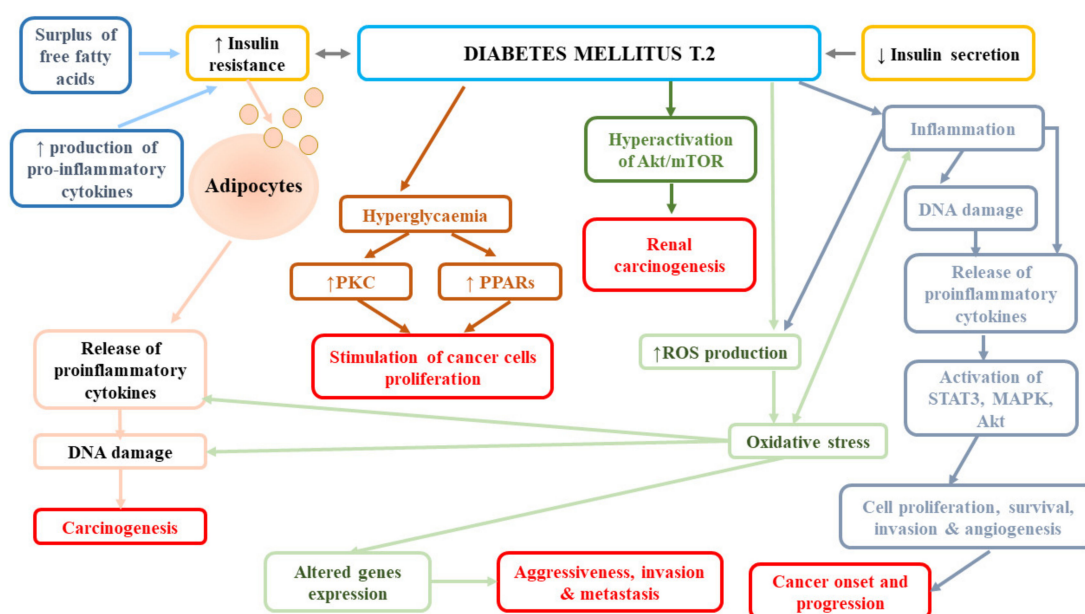 Surplus of
free fatty
acids
↑ Insulin
resistance
DIABETES MELLITUS T.2
↓ Insulin secretion
↑ production of
pro-inflammatory
cytokines
Adipocytes
Hyperactivation
of Akt/mTOR
Inflammation
Hyperglycaemia
DNA damage
Renal
carcinogenesis
↑PKC
↑ PPARs
Release of
proinflammatory
cytokines
Release of
proinflammatory
cytokines
Stimulation of cancer cells
proliferation
↑ROS production
Activation of
STAT3, MAPK,
Akt
DNA damage
Oxidative stress
Carcinogenesis
Cell proliferation, survival,
invasion & angiogenesis
Altered genes
expression
Aggressiveness, invasion
& metastasis
Cancer onset and
progression